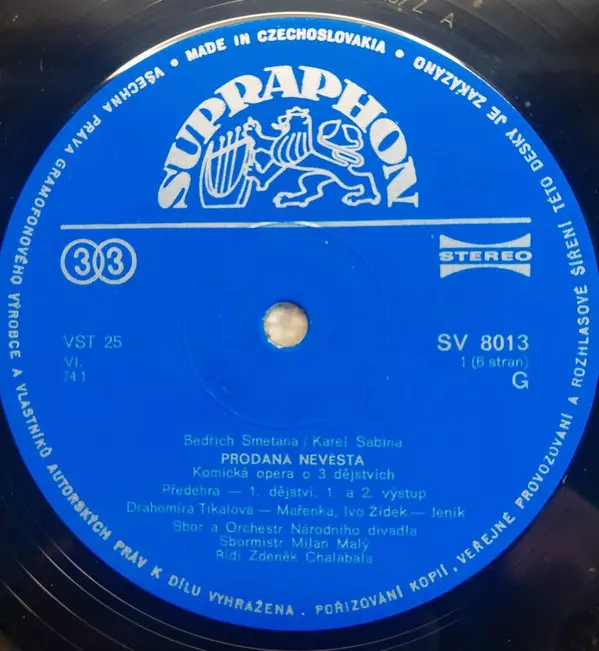 VŠECHNA PRÁVA GRAMOFONOVÉHO VÝROBCE A VLASTNÍKŮ AUTORSKÝCH PRÁV K DÍLU VYHRAŽENA. POŘIZOVÁNÍ KOPIÍ, VEŘEJNÉ PROVOZOVÁNÍ A ROZHLASOVÉ ŠÍŘENÍ TÉTO DESKY JE ZAKÁZÁNO • MADE IN CZECHOSLOVAKIA •
SUPRAPHON
33
STEREO
VST 25
SV 8013
VI.
74 1
1 (6 stran)
G
Bedřich Smetana / Karel Sabina
PRODANÁ NEVĚSTA
Komická opera o 3 dějstvích
Předehra — 1. dějství, 1. a 2. výstup
Drahomíra Tikalová — Mařenka, Ivo Žídek — Jeník
Sbor a Orchestr Národního divadla
Sbormistr Milan Malý
Řídí Zdeněk Chalabala